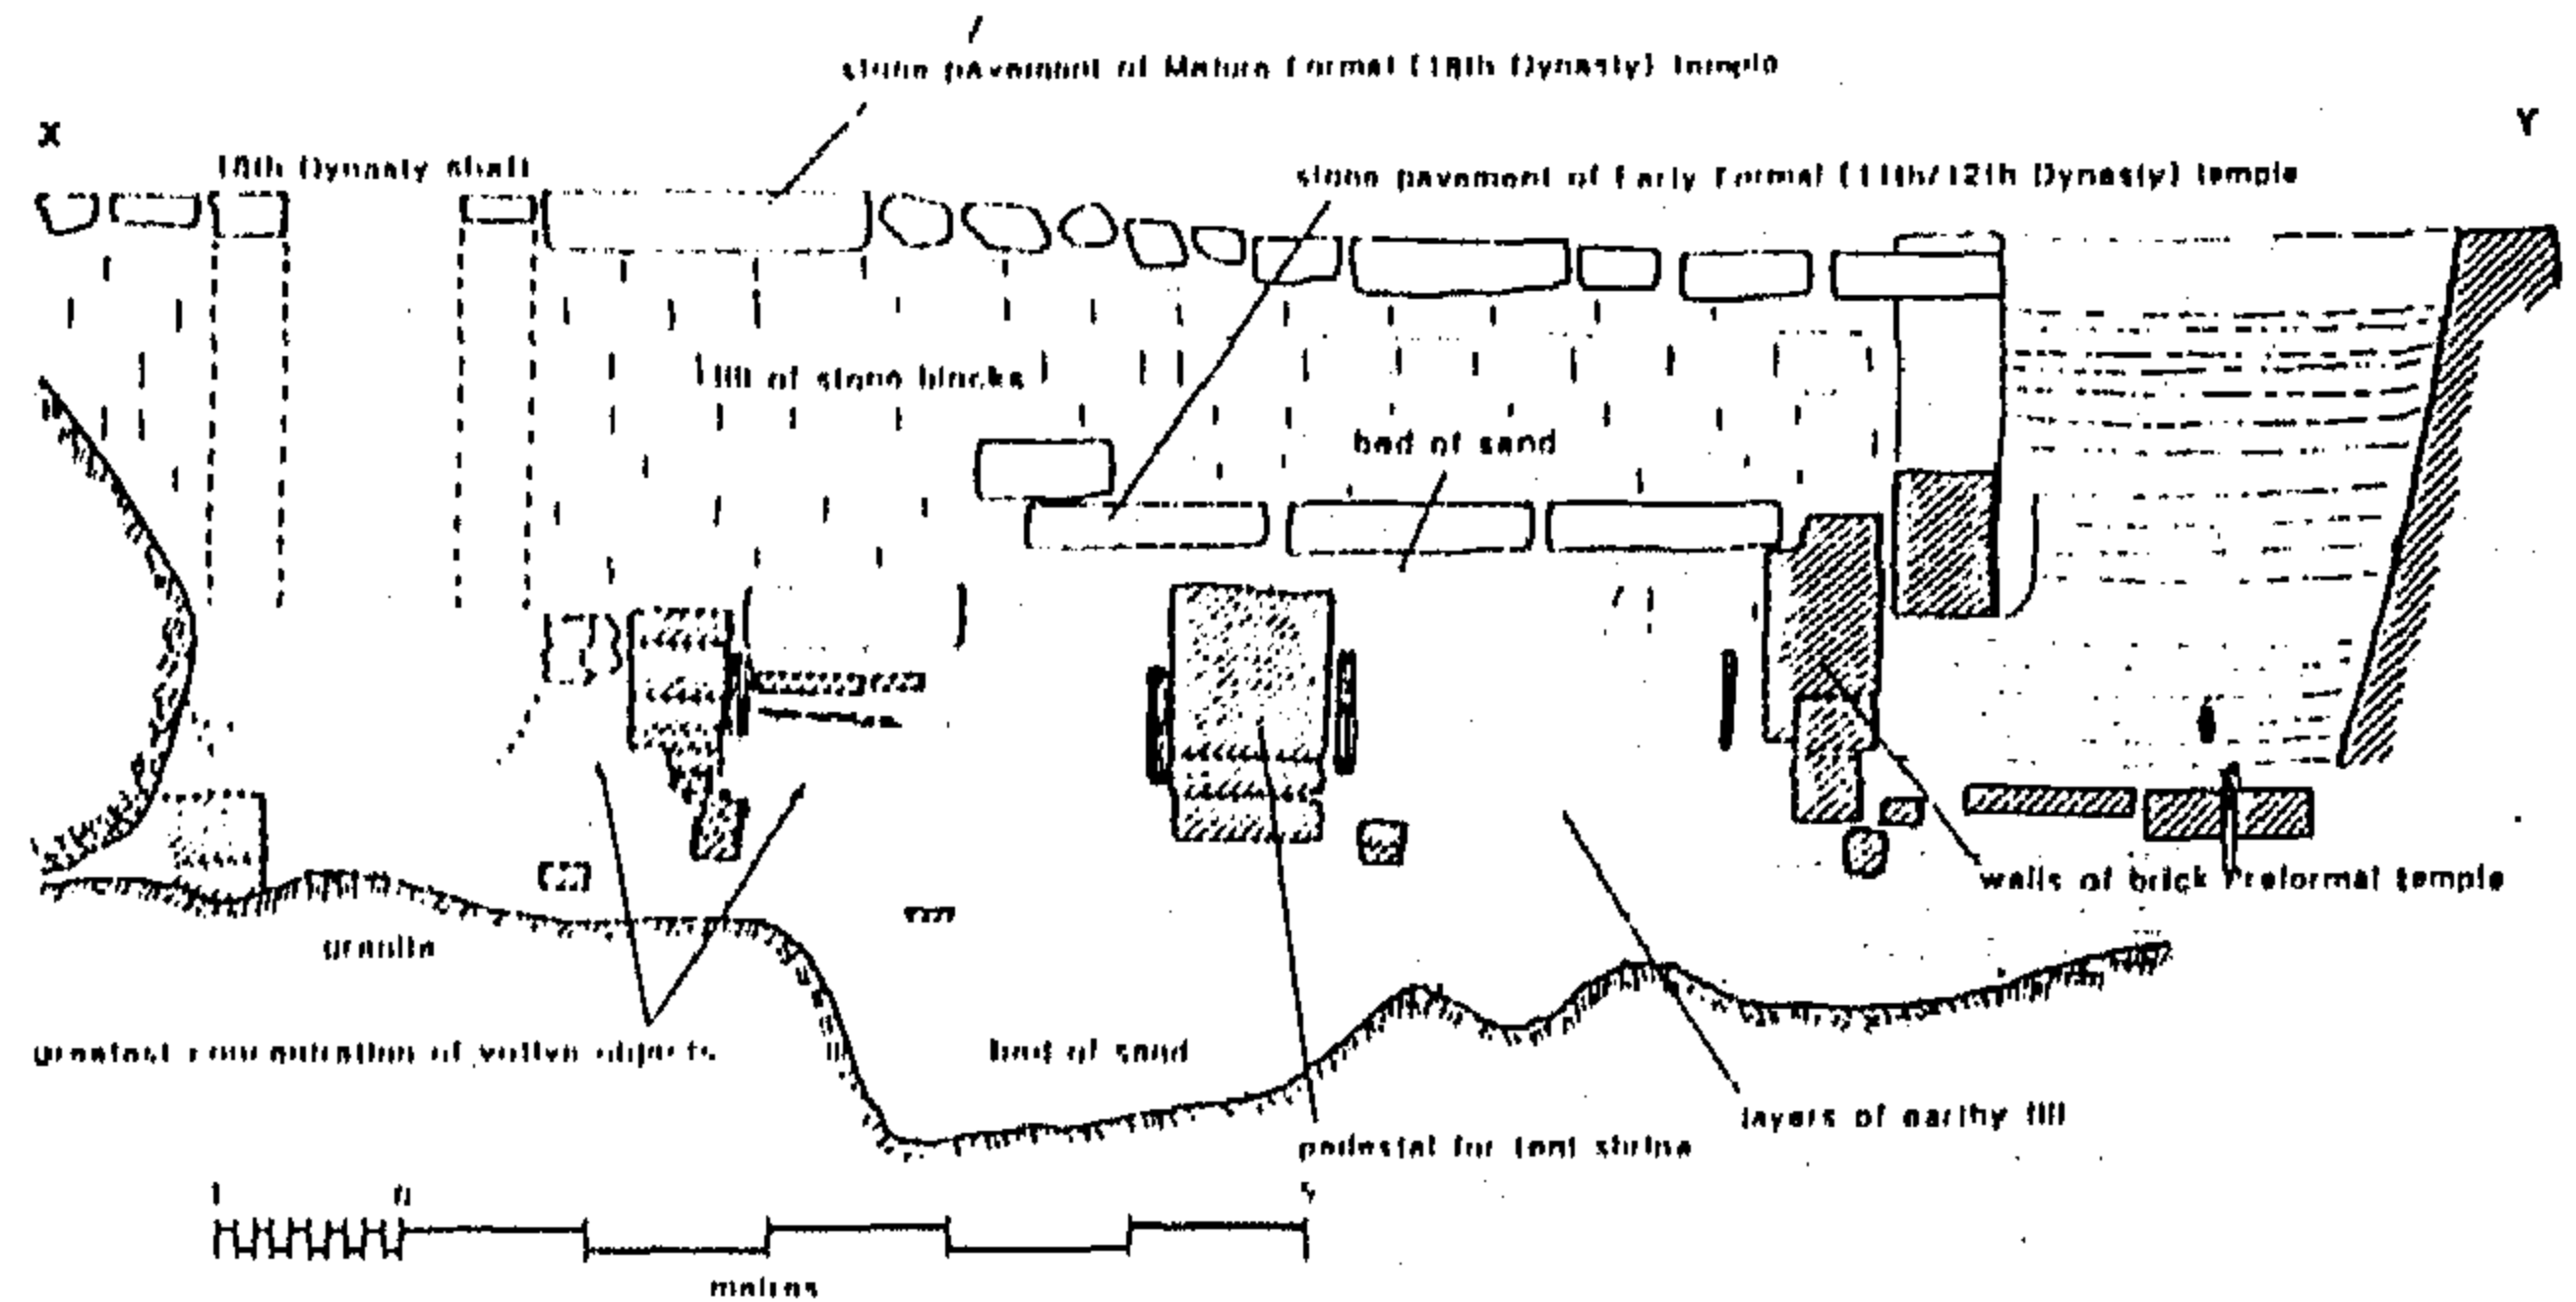 stone pavement of Mature Formal (18th Dynasty) temple
X
Y
18th Dynasty shaft
stone pavement of Early Formal (11th/12th Dynasty) temple
fill of stone blocks
bed of sand
walls of brick Preformal temple
granite
greatest concentration of votive objects
bed of sand
layers of earthy fill
pedestal for tent shrine
1 0 5
metres